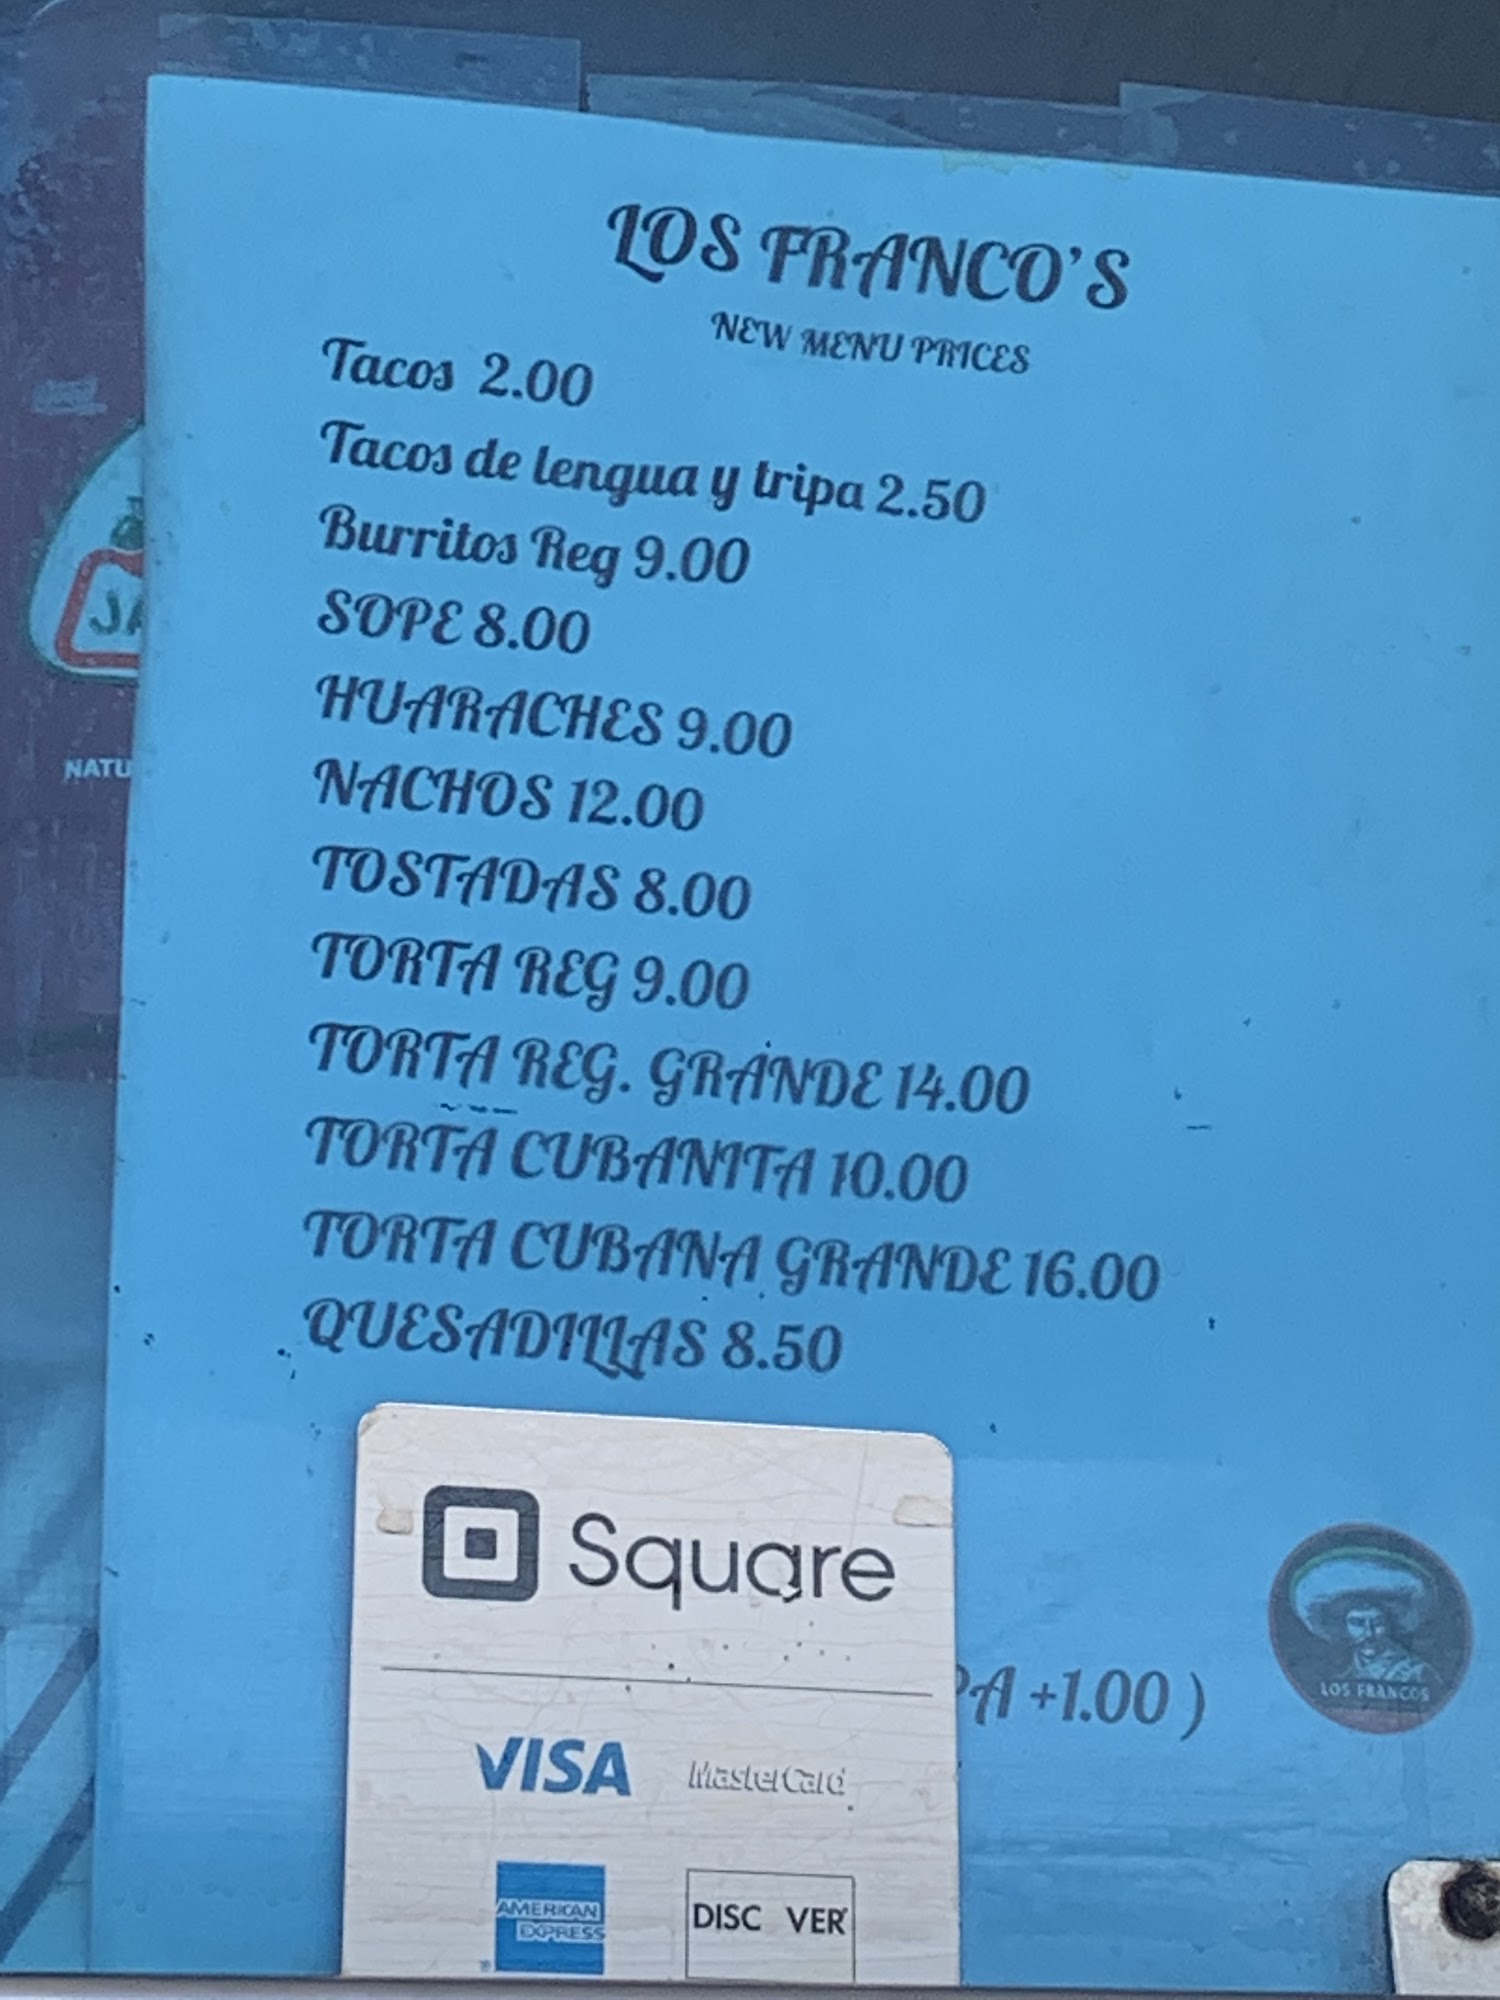 LOS FRANCO'S
NEW MENU PRICES
Tacos 2.00
Tacos de lengua y tripa 2.50
Burritos Reg 9.00
SOPE 8.00
HUARACHES 9.00
NACHOS 12.00
TOSTADAS 8.00
TORTA REG 9.00
TORTA REG. GRANDE 14.00
TORTA CUBANITA 10.00
TORTA CUBANA GRANDE 16.00
QUESADILLAS 8.50
PA +1.00 )
LOS FRANCOS
Square
VISA MasterCard
AMERICAN
EXPRESS
DISC VER
JA
NATU